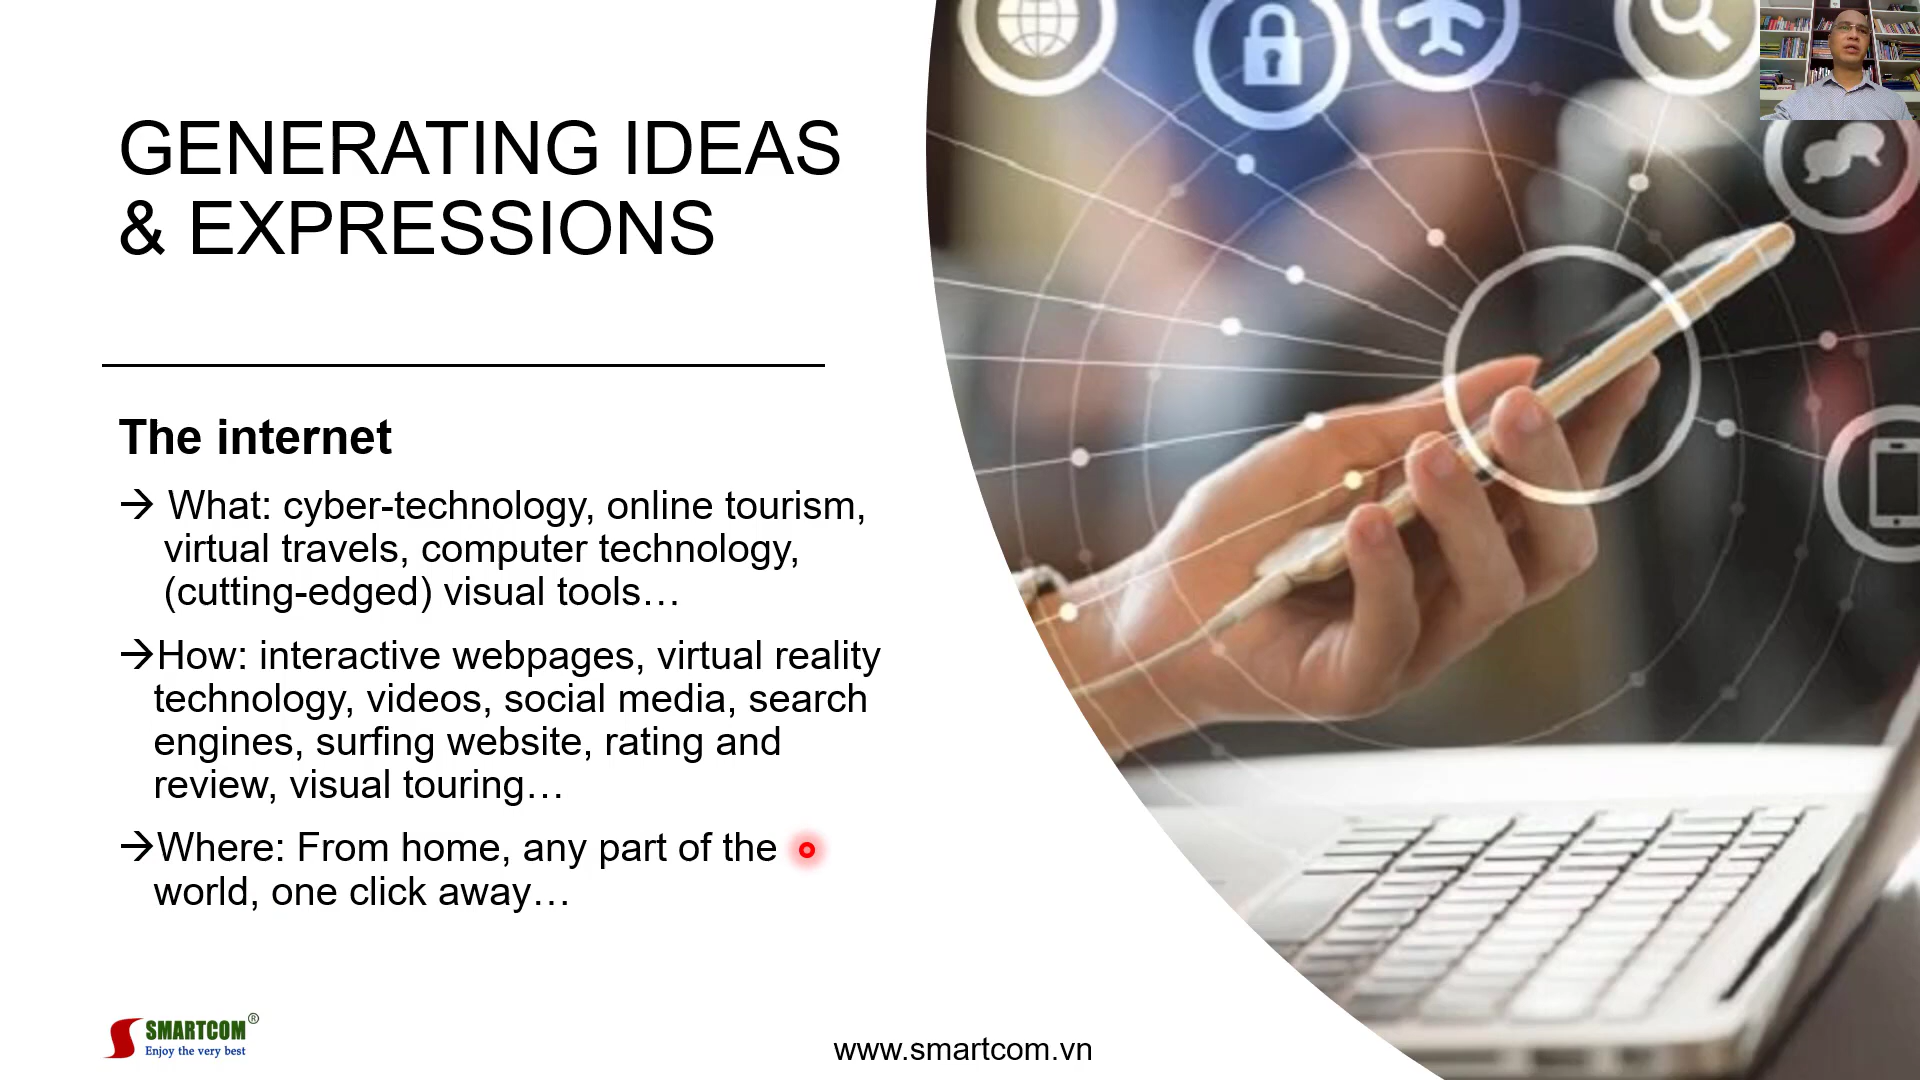 GENERATING IDEAS
& EXPRESSIONS
The internet
→ What: cyber-technology, online tourism,
virtual travels, computer technology,
(cutting-edged) visual tools…
→How: interactive webpages, virtual reality
technology, videos, social media, search
engines, surfing website, rating and
review, visual touring…
→Where: From home, any part of the
world, one click away…
SMARTCOM®
Enjoy the very best
www.smartcom.vn